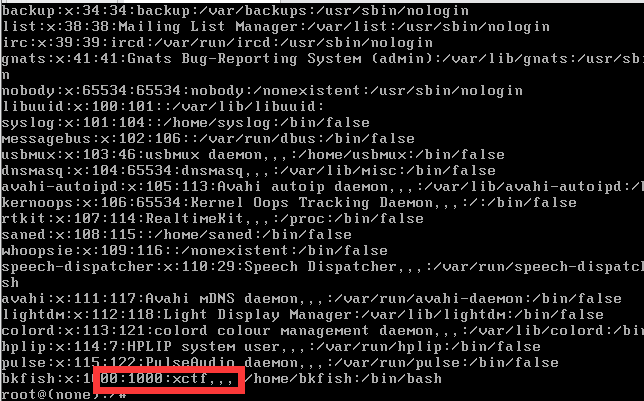 backup:x:34:34:backup:/var/backups:/usr/sbin/nologin
list:x:38:38:Mailing List Manager:/var/list:/usr/sbin/nologin
irc:x:39:39:ircd:/var/run/ircd:/usr/sbin/nologin
gnats:x:41:41:Gnats Bug-Reporting System (admin):/var/lib/gnats:/usr/sbi
n
nobody:x:65534:65534:nobody:/nonexistent:/usr/sbin/nologin
libuuid:x:100:101::/var/lib/libuuid:
syslog:x:101:104::/home/syslog:/bin/false
messagebus:x:102:106::/var/run/dbus:/bin/false
usbmux:x:103:46:usbmux daemon,,,:/home/usbmux:/bin/false
dnsmasq:x:104:65534:dnsmasq,,,:/var/lib/misc:/bin/false
avahi-autoipd:x:105:113:Avahi autoip daemon,,,:/var/lib/avahi-autoipd:/b
kernoops:x:106:65534:Kernel Oops Tracking Daemon,,,:/:/bin/false
rtkit:x:107:114:RealtimeKit,,,:/proc:/bin/false
saned:x:108:115::/home/saned:/bin/false
whoopsie:x:109:116::/nonexistent:/bin/false
speech-dispatcher:x:110:29:Speech Dispatcher,,,:/var/run/speech-dispatch
sh
avahi:x:111:117:Avahi mDNS daemon,,,:/var/run/avahi-daemon:/bin/false
lightdm:x:112:118:Light Display Manager:/var/lib/lightdm:/bin/false
colord:x:113:121:colord colour management daemon,,,:/var/lib/colord:/bin
hplip:x:114:7:HPLIP system user,,,:/var/run/hplip:/bin/false
pulse:x:115:122:PulseAudio daemon,,,:/var/run/pulse:/bin/false
bkfish:x:1000:1000:xctf,,,:/home/bkfish:/bin/bash
root@(none):/#